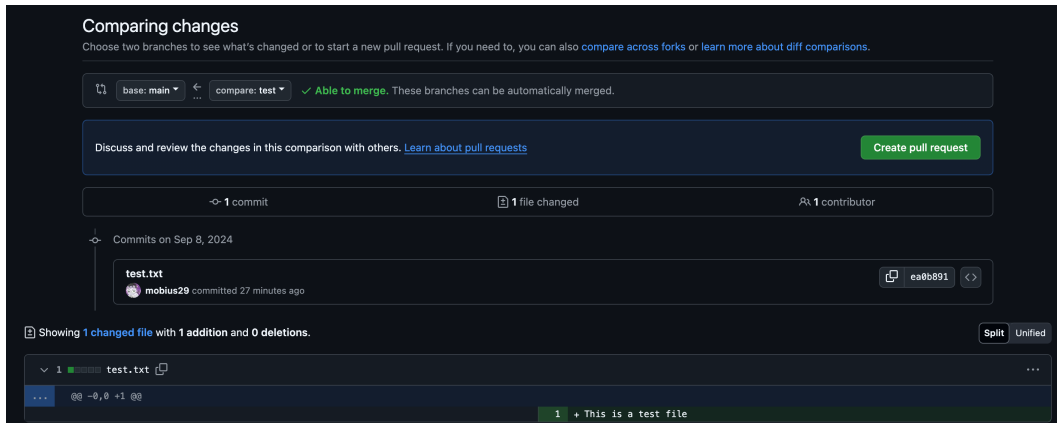 Comparing changes
Choose two branches to see what's changed or to start a new pull request. If you need to, you can also compare across forks or learn more about diff comparisons.
base: main compare: test ✓ Able to merge. These branches can be automatically merged.
Discuss and review the changes in this comparison with others. Learn about pull requests Create pull request
1 commit 1 file changed 1 contributor
Commits on Sep 8, 2024
test.txt
mobius29 committed 27 minutes ago ea0b891
Showing 1 changed file with 1 addition and 0 deletions. Split Unified
1 test.txt
@@ -0,0 +1 @@
1 + This is a test file